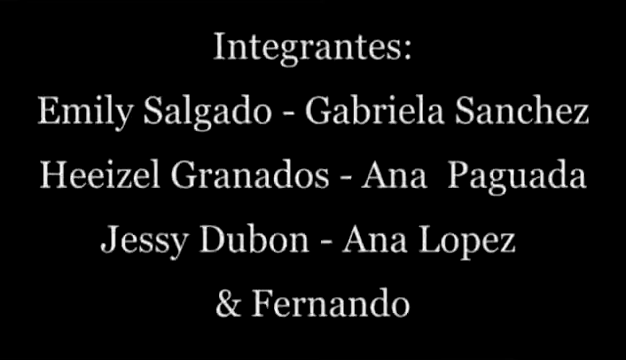 Integrantes:
Emily Salgado - Gabriela Sanchez
Heeizel Granados - Ana Paguada
Jessy Dubon - Ana Lopez
& Fernando